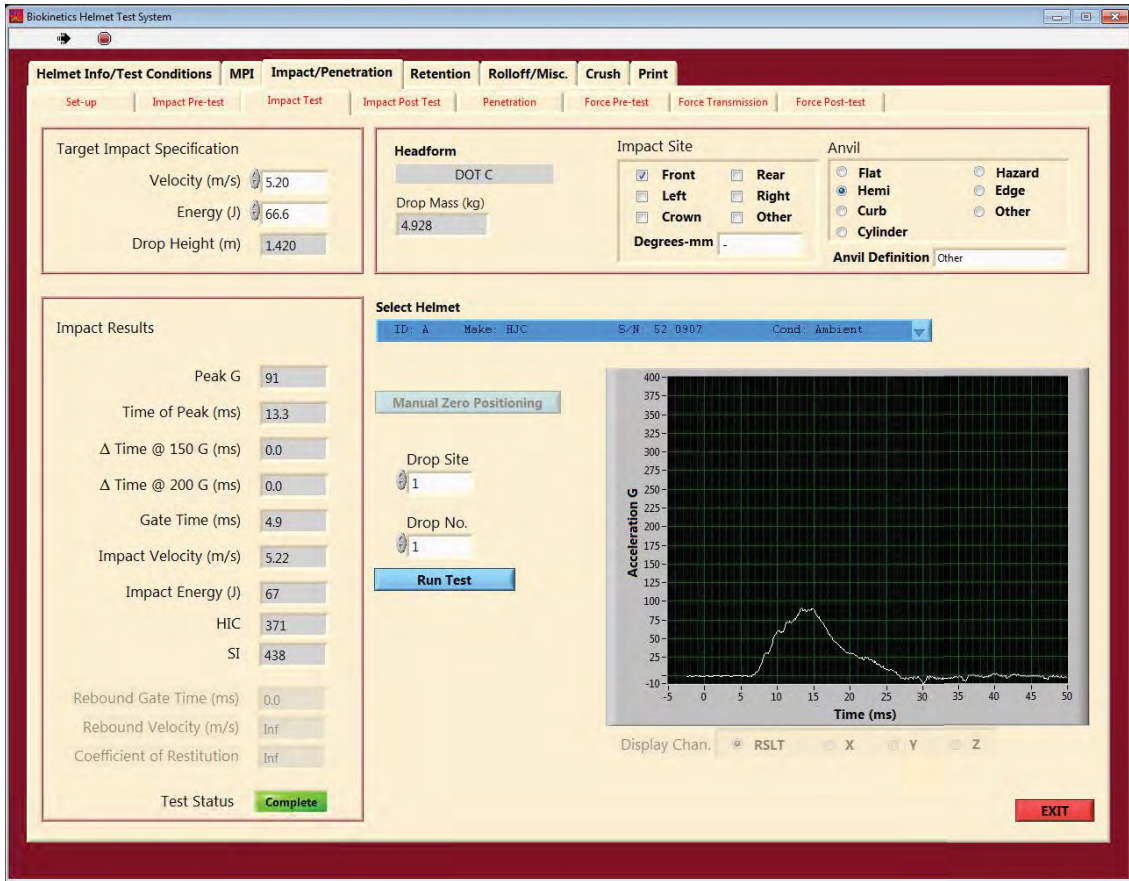 Biokinetics Helmet Test System
Helmet Info/Test Conditions MPI Impact/Penetration Retention Rolloff/Misc. Crush Print
Set-up Impact Pre-test Impact Test Impact Post Test Penetration Force Pre-test Force Transmission Force Post-test
Target Impact Specification
Velocity (m/s) 5.20
Energy (J) 66.6
Drop Height (m) 1.420
Headform
DOT C
Drop Mass (kg)
4.928
Impact Site
Front Rear
Left Right
Crown Other
Degrees-mm -
Anvil
Flat Hazard
Hemi Edge
Curb Other
Cylinder
Anvil Definition Other
Select Helmet
ID: A Make: HJC S/N: 52 0907 Cond: Ambient
Impact Results
Peak G 91
Time of Peak (ms) 13.3
Δ Time @ 150 G (ms) 0.0
Δ Time @ 200 G (ms) 0.0
Gate Time (ms) 4.9
Impact Velocity (m/s) 5.22
Impact Energy (J) 67
HIC 371
SI 438
Rebound Gate Time (ms) 0.0
Rebound Velocity (m/s) Inf
Coefficient of Restitution Inf
Test Status Complete
Manual Zero Positioning
Drop Site
1
Drop No.
1
Run Test
Acceleration G
400
375
350
325
300
275
250
225
200
175
150
125
100
75
50
25
-10
-5 0 5 10 15 20 25 30 35 40 45 50
Time (ms)
Display Chan. RSLT X Y Z
EXIT